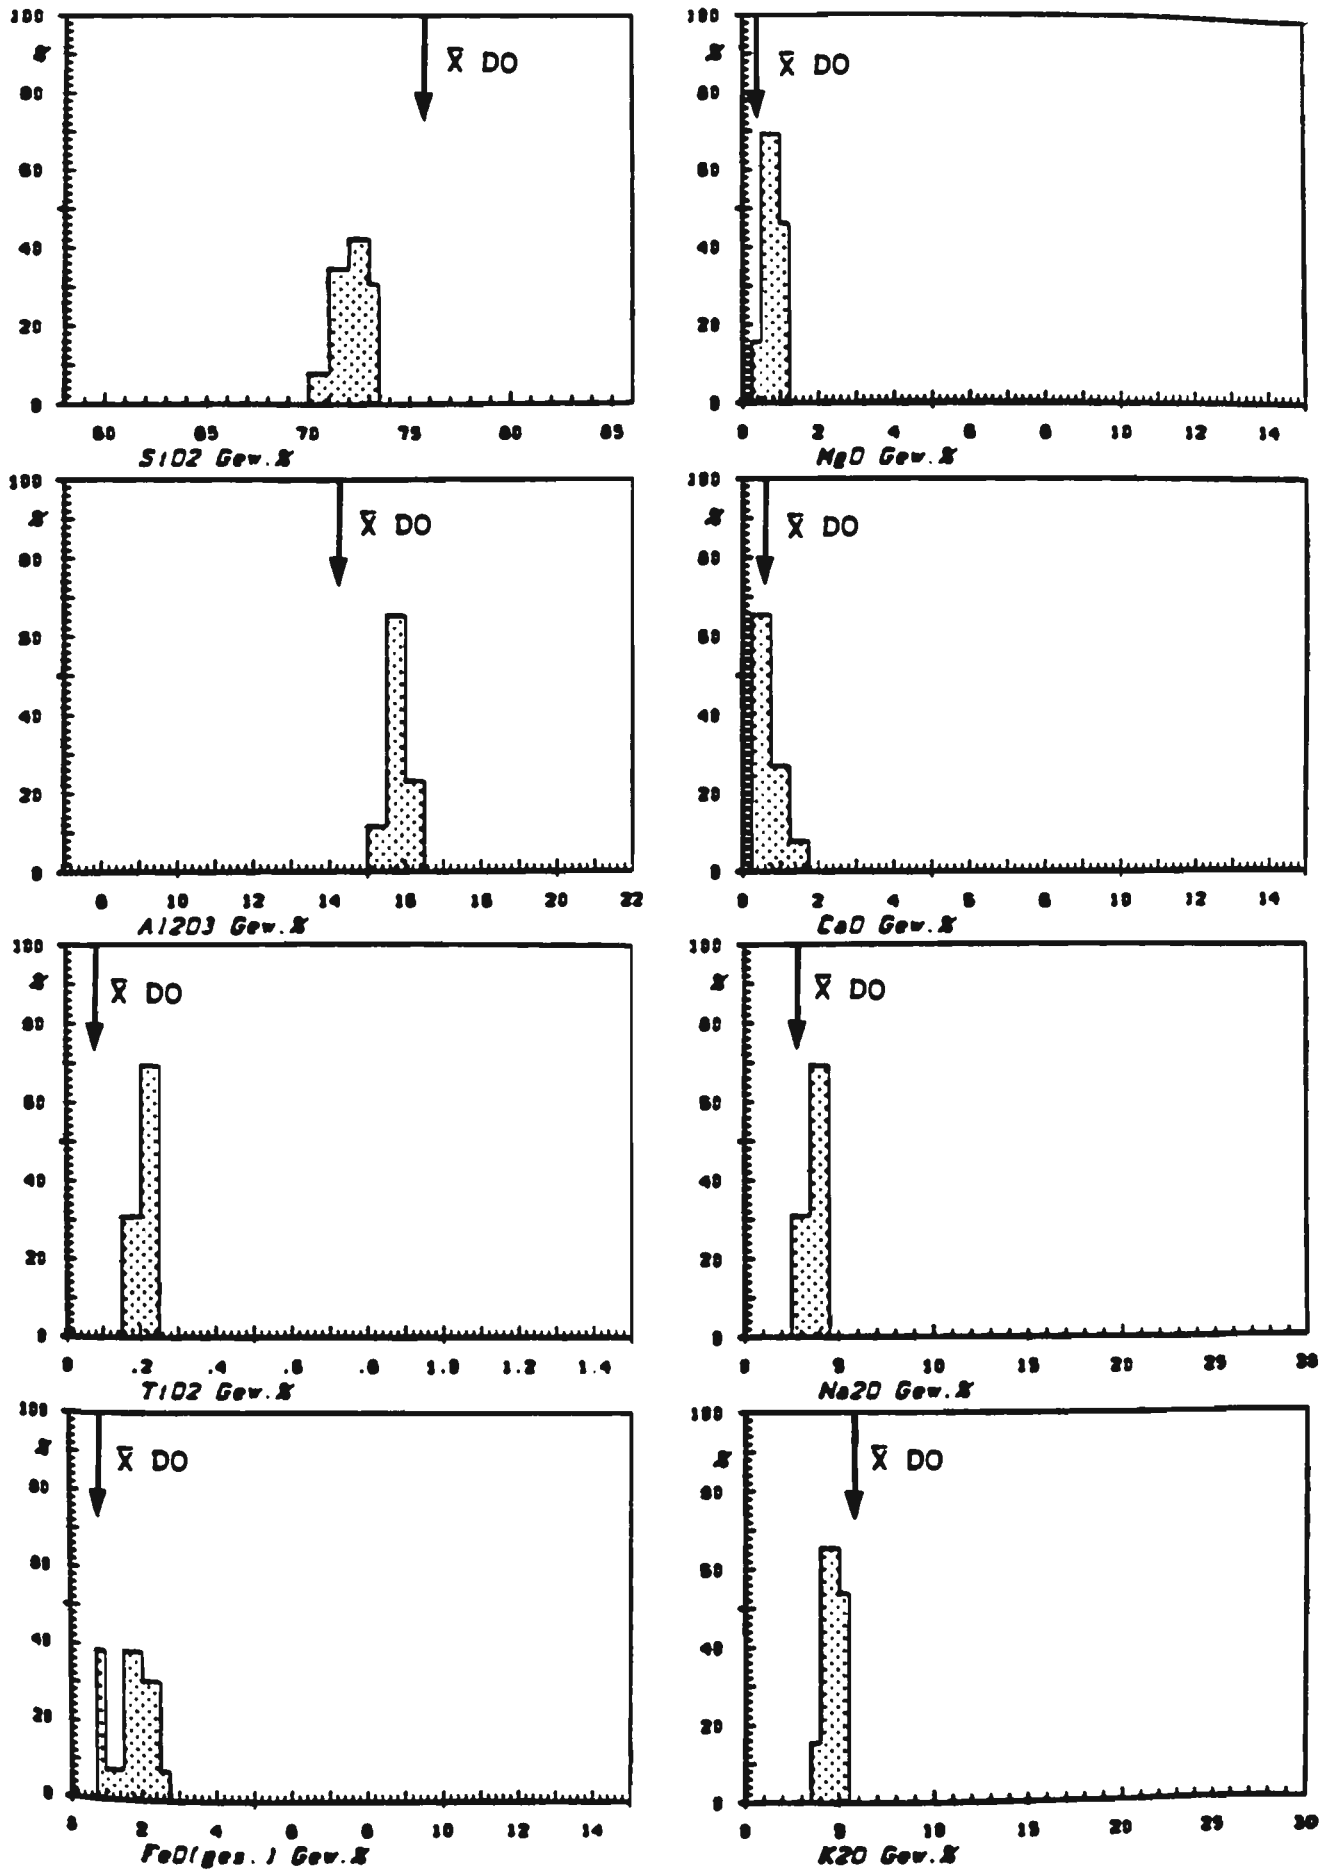 100
%
80
60
40
20
0
X̄ DO
60 65 70 75 80 85
SiO2 Gew.%
100
%
80
60
40
20
0
X̄ DO
0 2 4 6 8 10 12 14
MgO Gew.%
100
%
80
60
40
20
0
X̄ DO
8 10 12 14 16 18 20 22
Al2O3 Gew.%
100
%
80
60
40
20
0
X̄ DO
0 2 4 6 8 10 12 14
CaO Gew.%
100
%
80
60
40
20
0
X̄ DO
0 .2 .4 .6 .8 1.0 1.2 1.4
TiO2 Gew.%
100
%
80
60
40
20
0
X̄ DO
0 5 10 15 20 25 30
Na2O Gew.%
100
%
80
60
40
20
0
X̄ DO
0 2 4 6 8 10 12 14
FeO(ges.) Gew.%
100
%
80
60
40
20
0
X̄ DO
0 5 10 15 20 25 30
K2O Gew.%